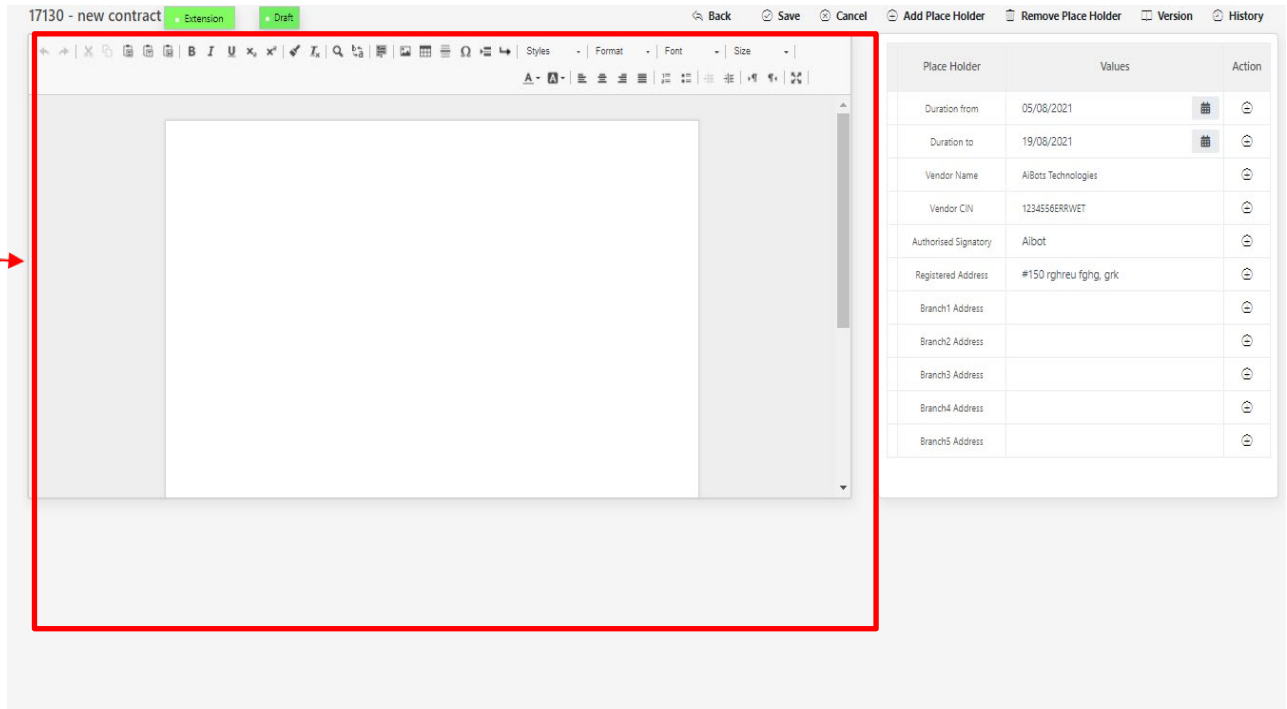 17130 - new contract Extension Draft Back Save Cancel Add Place Holder Remove Place Holder Version History
B I U x₂ x² Tx Ω Styles Format Font Size
A A
Place Holder Values Action
Duration from 05/08/2021
Duration to 19/08/2021
Vendor Name AiBots Technologies
Vendor CIN 1234556ERRWET
Authorised Signatory Aibot
Registered Address #150 rghreu fghg, grk
Branch1 Address
Branch2 Address
Branch3 Address
Branch4 Address
Branch5 Address